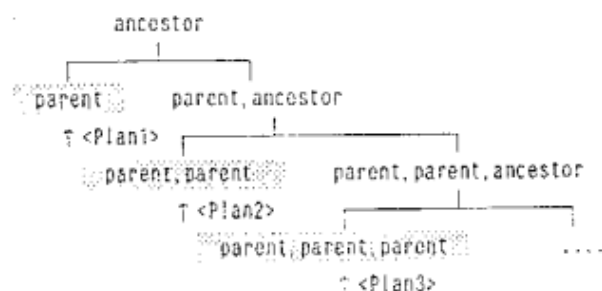 ancestor
parent parent,ancestor
↑ <Plan1>
parent,parent parent,parent,ancestor
↑ <Plan2>
parent,parent,parent ....
↑ <Plan3>